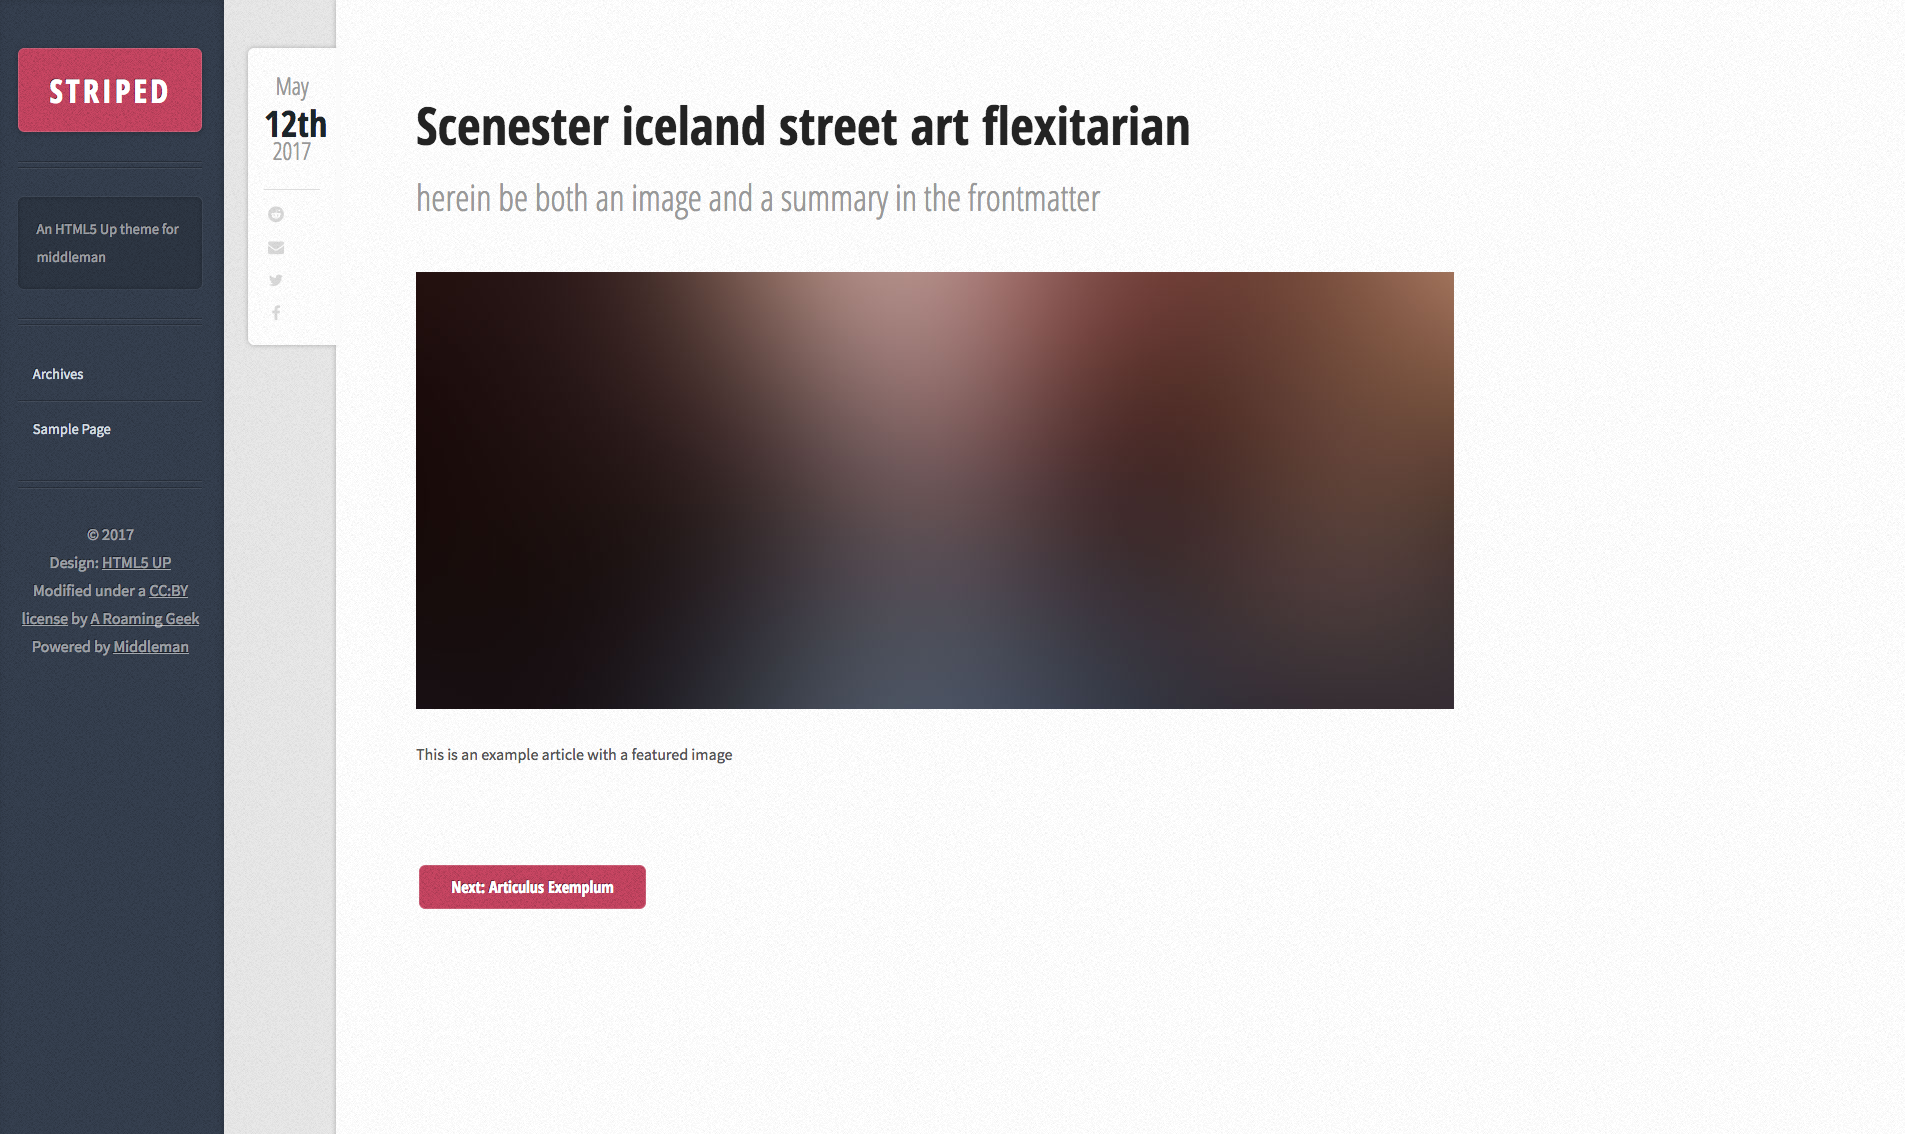 STRIPED
An HTML5 Up theme for
middleman
Archives
Sample Page
© 2017
Design: HTML5 UP
Modified under a CC:BY
license by A Roaming Geek
Powered by Middleman
May
12th
2017
Scenester iceland street art flexitarian
herein be both an image and a summary in the frontmatter
This is an example article with a featured image
Next: Articulus Exemplum